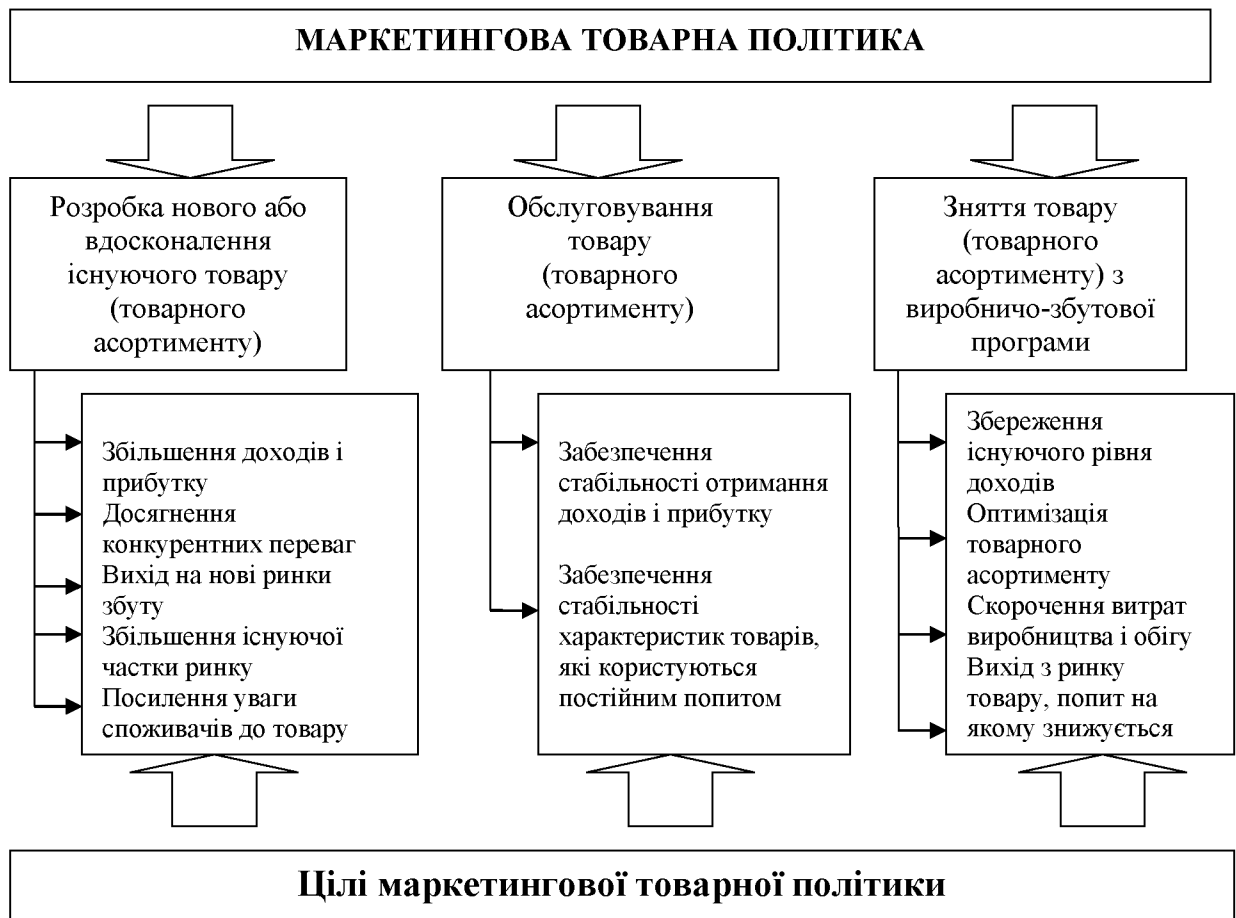 МАРКЕТИНГОВА ТОВАРНА ПОЛІТИКА
Розробка нового або
вдосконалення
існуючого товару
(товарного
асортименту)
Обслуговування
товару
(товарного
асортименту)
Зняття товару
(товарного
асортименту) з
виробничо-збутової
програми
Збільшення доходів і
прибутку
Досягнення
конкурентних переваг
Вихід на нові ринки
збуту
Збільшення існуючої
частки ринку
Посилення уваги
споживачів до товару
Забезпечення
стабільності отримання
доходів і прибутку
Забезпечення
стабільності
характеристик товарів,
які користуються
постійним попитом
Збереження
існуючого рівня
доходів
Оптимізація
товарного
асортименту
Скорочення витрат
виробництва і обігу
Вихід з ринку
товару, попит на
якому знижується
Цілі маркетингової товарної політики